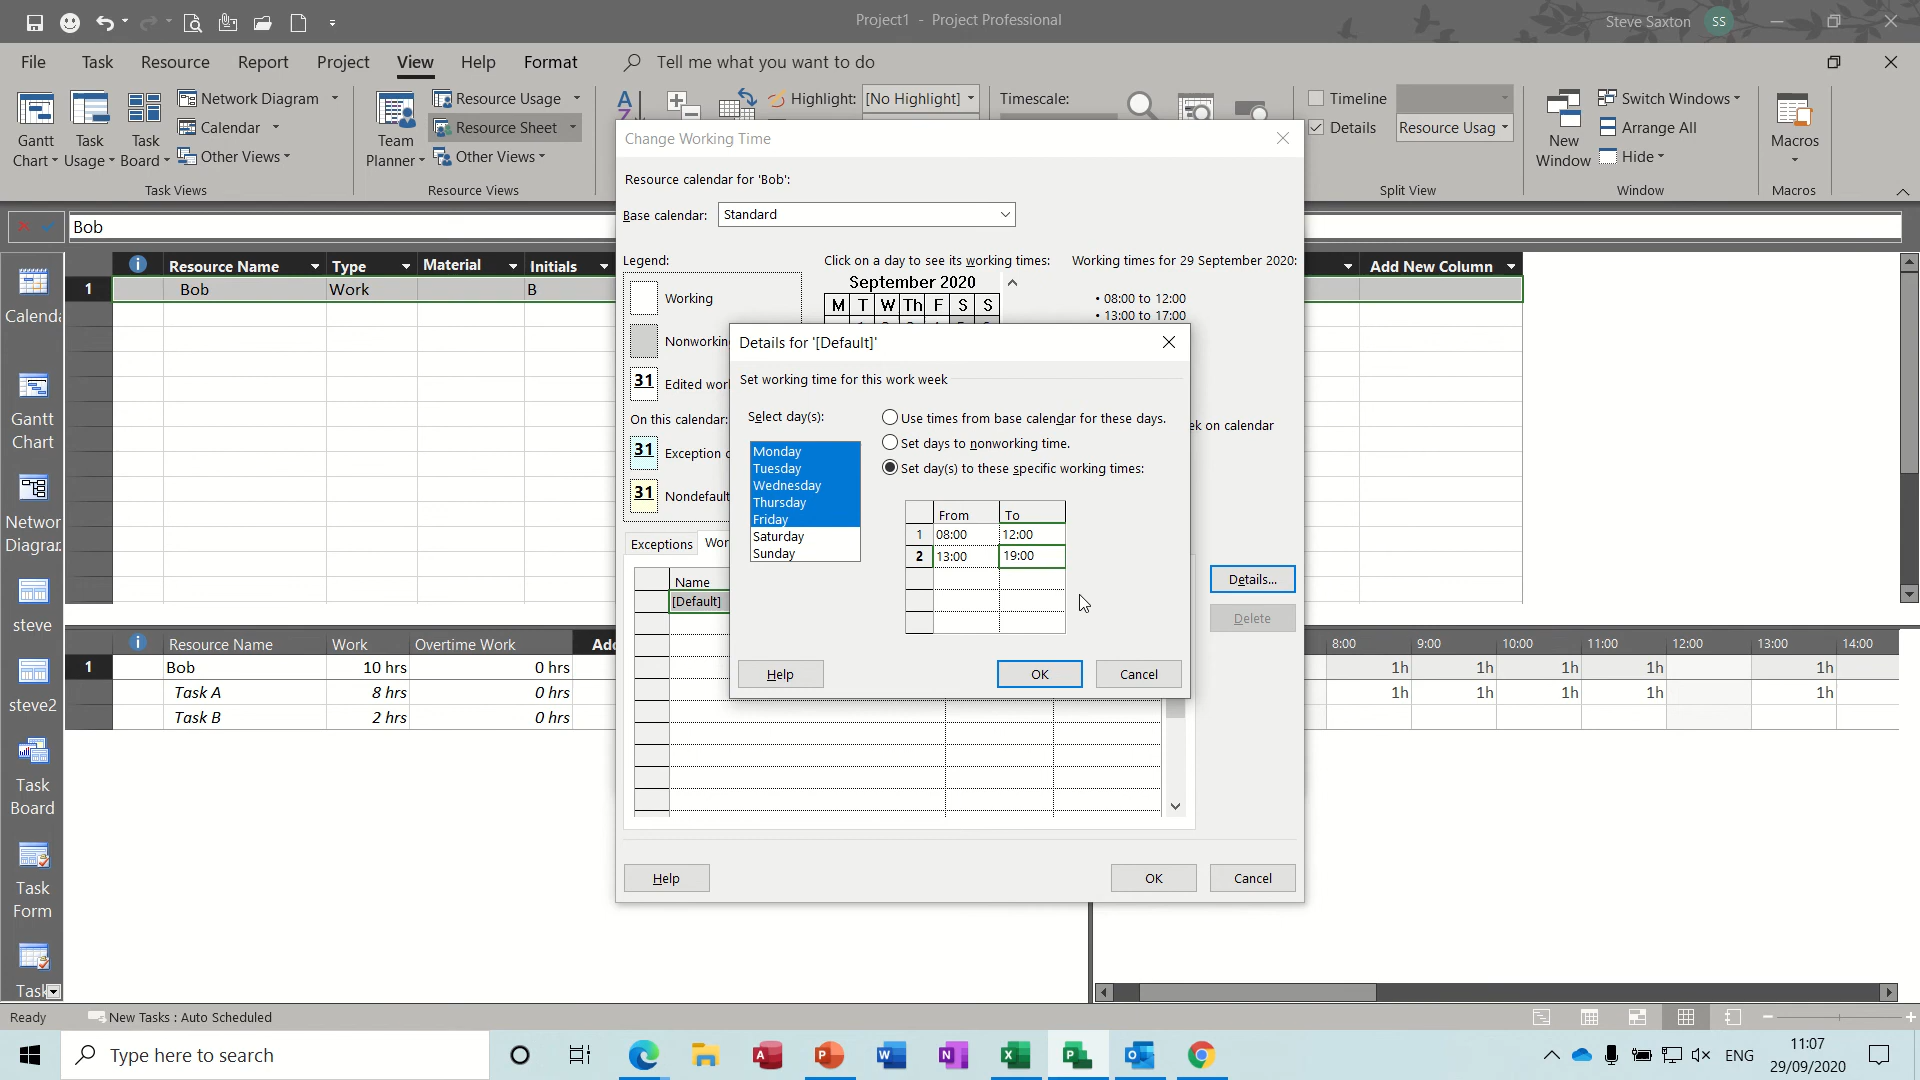 Project1 - Project Professional
Steve Saxton
SS
File
Task
Resource
Report
Project
View
Help
Format
Tell me what you want to do
Gantt Chart
Task Usage
Task Board
Network Diagram
Calendar
Other Views
Task Views
Team Planner
Resource Usage
Resource Sheet
Other Views
Resource Views
Highlight:
[No Highlight]
Timescale:
Timeline
Details
Resource Usag
Split View
New Window
Switch Windows
Arrange All
Hide
Window
Macros
Macros
Bob
Resource Name
Type
Material
Initials
Add New Column
1
Bob
Work
B
Calend
Gantt Chart
Networ
Diagra
steve
steve2
Task Board
Task Form
Change Working Time
Resource calendar for 'Bob':
Base calendar:
Standard
Legend:
Click on a day to see its working times:
Working times for 29 September 2020:
September 2020
M T W Th F S S
Working
Nonworkin
31 Edited wor
On this calendar:
31 Exception
31 Nondefault
• 08:00 to 12:00
• 13:00 to 17:00
k on calendar
Exceptions
Wor
Name
[Default]
Details...
Delete
Help
OK
Cancel
Details for '[Default]'
Set working time for this work week
Select day(s):
Monday
Tuesday
Wednesday
Thursday
Friday
Saturday
Sunday
Use times from base calendar for these days.
Set days to nonworking time.
Set day(s) to these specific working times:
From To
1 08:00 12:00
2 13:00 19:00
Help
OK
Cancel
Resource Name Work Overtime Work Add
1 Bob 10 hrs 0 hrs
Task A 8 hrs 0 hrs
Task B 2 hrs 0 hrs
8:00 9:00 10:00 11:00 12:00 13:00 14:00
1h 1h 1h 1h 1h
1h 1h 1h 1h 1h
Ready
New Tasks : Auto Scheduled
Type here to search
ENG
11:07
29/09/2020